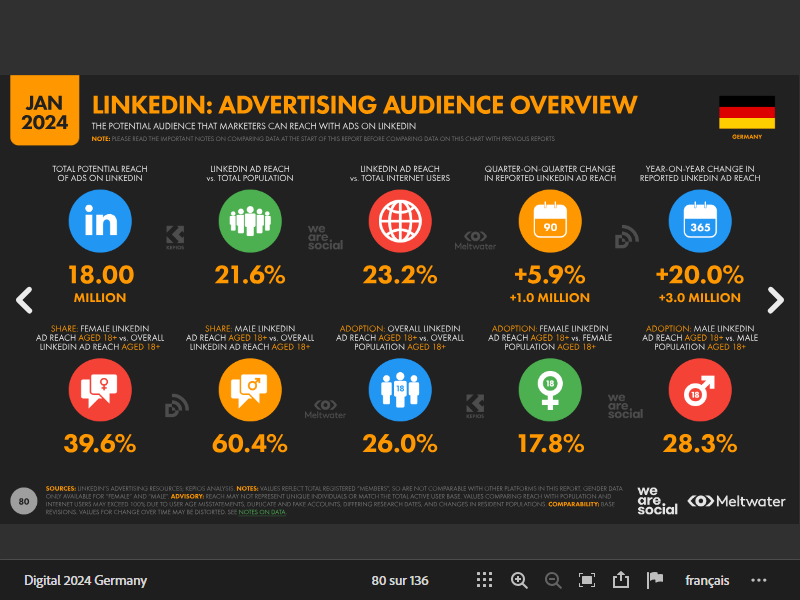 JAN
2024
LINKEDIN: ADVERTISING AUDIENCE OVERVIEW
THE POTENTIAL AUDIENCE THAT MARKETERS CAN REACH WITH ADS ON LINKEDIN
NOTE: PLEASE READ THE IMPORTANT NOTES ON COMPARING DATA AT THE START OF THIS REPORT BEFORE COMPARING DATA ON THIS CHART WITH PREVIOUS REPORTS
GERMANY
TOTAL POTENTIAL REACH
OF ADS ON LINKEDIN
in
18.00
MILLION
LINKEDIN AD REACH
vs. TOTAL POPULATION
21.6%
LINKEDIN AD REACH
vs. TOTAL INTERNET USERS
23.2%
QUARTER-ON-QUARTER CHANGE
IN REPORTED LINKEDIN AD REACH
90
+5.9%
+1.0 MILLION
YEAR-ON-YEAR CHANGE IN
REPORTED LINKEDIN AD REACH
365
+20.0%
+3.0 MILLION
KEPIOS
we
are.
social
Meltwater
SHARE: FEMALE LINKEDIN
AD REACH AGED 18+ vs. OVERALL
LINKEDIN AD REACH AGED 18+
39.6%
SHARE: MALE LINKEDIN
AD REACH AGED 18+ vs. OVERALL
LINKEDIN AD REACH AGED 18+
60.4%
ADOPTION: OVERALL LINKEDIN
AD REACH AGED 18+ vs. OVERALL
POPULATION AGED 18+
18
26.0%
ADOPTION: FEMALE LINKEDIN
AD REACH AGED 18+ vs. FEMALE
POPULATION AGED 18+
18
17.8%
ADOPTION: MALE LINKEDIN
AD REACH AGED 18+ vs. MALE
POPULATION AGED 18+
18
28.3%
Meltwater
KEPIOS
we
are.
social
80
SOURCES: LINKEDIN'S ADVERTISING RESOURCES; KEPIOS ANALYSIS. NOTES: VALUES REFLECT TOTAL REGISTERED "MEMBERS", SO ARE NOT COMPARABLE WITH OTHER PLATFORMS IN THIS REPORT. GENDER DATA
ONLY AVAILABLE FOR "FEMALE" AND "MALE". ADVISORY: REACH MAY NOT REPRESENT UNIQUE INDIVIDUALS OR MATCH THE TOTAL ACTIVE USER BASE. VALUES COMPARING REACH WITH POPULATION AND
INTERNET USERS MAY EXCEED 100% DUE TO USER AGE MISSTATEMENTS, DUPLICATE AND FAKE ACCOUNTS, DIFFERING RESEARCH DATES, AND CHANGES IN RESIDENT POPULATIONS. COMPARABILITY: BASE
REVISIONS. VALUES FOR CHANGE OVER TIME MAY BE DISTORTED. SEE NOTES ON DATA.
we
are.
social
Meltwater
Digital 2024 Germany
80 sur 136
français